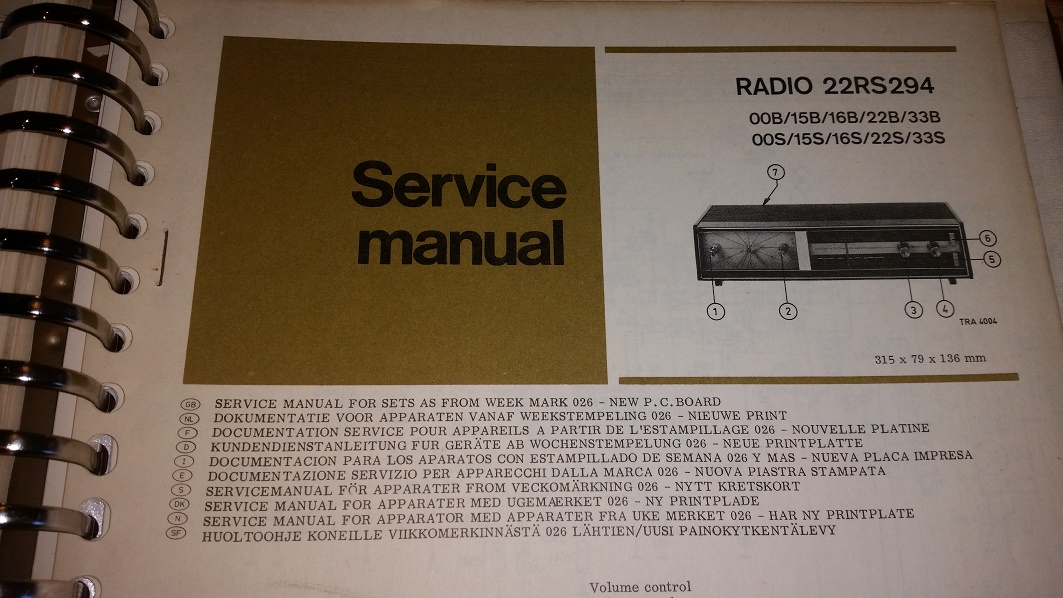 Service
manual
RADIO 22RS294
00B/15B/16B/22B/33B
00S/15S/16S/22S/33S
7
6
5
1
2
3
4
TRA 4004
315 x 79 x 136 mm
GB SERVICE MANUAL FOR SETS AS FROM WEEK MARK 026 - NEW P.C.BOARD
NL DOKUMENTATIE VOOR APPARATEN VANAF WEEKSTEMPELING 026 - NIEUWE PRINT
F DOCUMENTATION SERVICE POUR APPAREILS A PARTIR DE L'ESTAMPILLAGE 026 - NOUVELLE PLATINE
D KUNDENDIENSTANLEITUNG FUR GERÄTE AB WOCHENSTEMPELUNG 026 - NEUE PRINTPLATTE
I DOCUMENTACION PARA LOS APARATOS CON ESTAMPILLADO DE SEMANA 026 Y MAS - NUEVA PLACA IMPRESA
E DOCUMENTAZIONE SERVIZIO PER APPARECCHI DALLA MARCA 026 - NUOVA PIASTRA STAMPATA
S SERVICEMANUAL FÖR APPARATER FROM VECKOMÄRKNING 026 - NYTT KRETSKORT
DK SERVICE MANUAL FOR APPARATER MED UGEMAERKET 026 - NY PRINTPLADE
N SERVICE MANUAL FOR APPARATOR MED APPARATER FRA UKE MERKET 026 - HAR NY PRINTPLATE
SF HUOLTOOHJE KONEILLE VIIKKOMERKINNÄSTÄ 026 LÄHTIEN/UUSI PAINOKYTKENTÄLEVY
Volume control